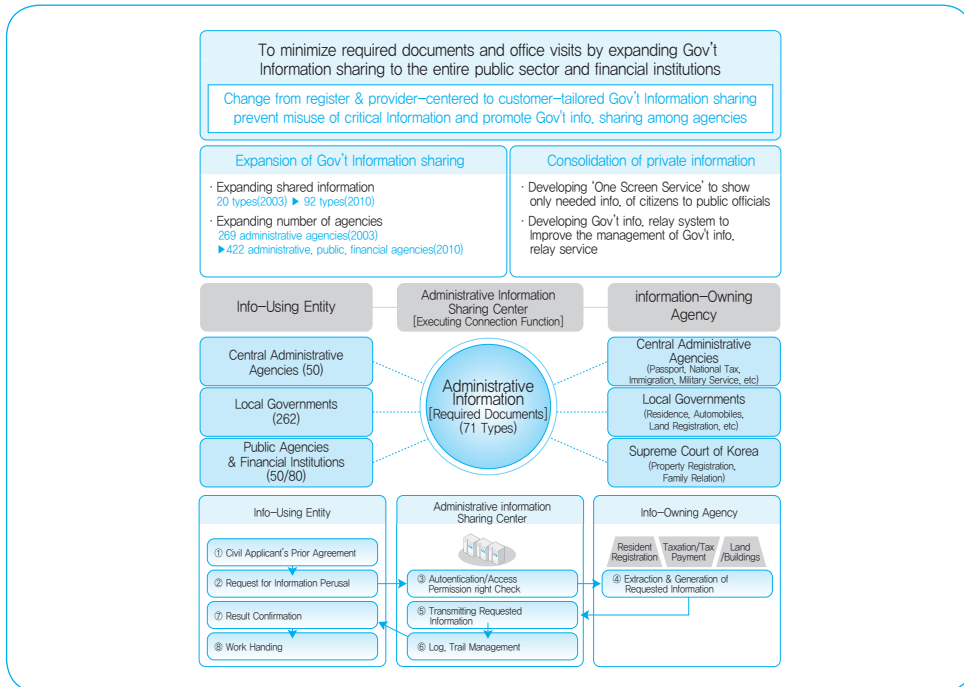 To minimize required documents and office visits by expanding Gov't
Information sharing to the entire public sector and financial institutions
Change from register & provider-centered to customer-tailored Gov't Information sharing
prevent misuse of critical Information and promote Gov't info. sharing among agencies
Expansion of Gov't Information sharing
· Expanding shared information
20 types(2003) ▶ 92 types(2010)
· Expanding number of agencies
269 administrative agencies(2003)
▶422 administrative, public, financial agencies(2010)
Consolidation of private information
· Developing 'One Screen Service' to show
only needed info. of citizens to public officials
· Developing Gov't info. relay system to
Improve the management of Gov't info.
relay service
Info-Using Entity
Administrative Information
Sharing Center
[Executing Connection Function]
information-Owning
Agency
Central Administrative
Agencies (50)
Local Governments
(262)
Public Agencies
& Financial Institutions
(50/80)
Administrative
Information
[Required Documents]
(71 Types)
Central Administrative
Agencies
(Passport, National Tax,
Immigration, Military Service, etc)
Local Governments
(Residence, Automobiles,
Land Registration, etc)
Supreme Court of Korea
(Property Registration,
Family Relation)
Info-Using Entity
① Civil Applicant's Prior Agreement
② Request for Information Perusal
⑦ Result Confirmation
⑧ Work Handing
Administrative information
Sharing Center
③ Autoentication/Access
Permission right Check
⑤ Transmitting Requested
Information
⑥ Log, Trail Management
Info-Owning Agency
Resident
Registration
Taxation/Tax
Payment
Land
/Buildings
④ Extraction & Generation of
Requested Information